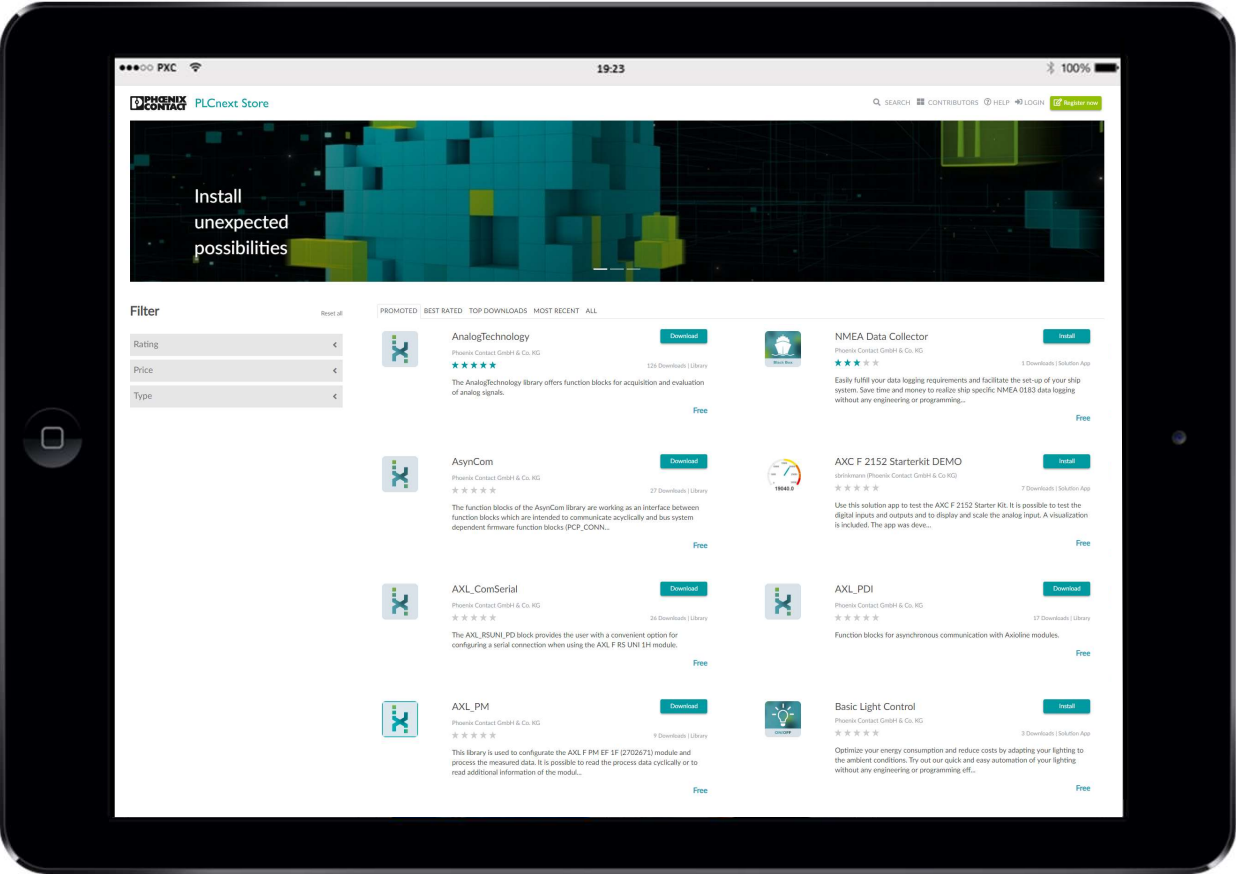 PXC
19:23
100%
PHŒNIX
CONTACT
PLCnext Store
SEARCH CONTRIBUTORS HELP LOGIN Register now
Install
unexpected
possibilities
Filter
Reset all
Rating
Price
Type
PROMOTED BEST RATED TOP DOWNLOADS MOST RECENT ALL
AnalogTechnology
Download
Phoenix Contact GmbH & Co. KG
126 Downloads | Library
The AnalogTechnology library offers function blocks for acquisition and evaluation
of analog signals.
Free
NMEA Data Collector
Install
Phoenix Contact GmbH & Co. KG
1 Downloads | Solution App
Easily fulfill your data logging requirements and facilitate the set-up of your ship
system. Save time and money to realize ship specific NMEA 0183 data logging
without any engineering or programming...
Free
AsynCom
Download
Phoenix Contact GmbH & Co. KG
27 Downloads | Library
The function blocks of the AsynCom library are working as an interface between
function blocks which are intended to communicate acyclically and bus system
dependent firmware function blocks (PCP_CONN...
Free
19040.0
AXC F 2152 Starterkit DEMO
Install
sbrinkmann (Phoenix Contact GmbH & Co KG)
7 Downloads | Solution App
Use this solution app to test the AXC F 2152 Starter Kit. It is possible to test the
digital inputs and outputs and to display and scale the analog input. A visualization
is included. The app was deve...
Free
AXL_ComSerial
Download
Phoenix Contact GmbH & Co. KG
26 Downloads | Library
The AXL_RSUNI_PD block provides the user with a convenient option for
configuring a serial connection when using the AXL F RS UNI 1H module.
Free
AXL_PDI
Download
Phoenix Contact GmbH & Co. KG
17 Downloads | Library
Function blocks for asynchronous communication with Axioline modules.
Free
AXL_PM
Download
Phoenix Contact GmbH & Co. KG
9 Downloads | Library
This library is used to configurate the AXL F PM EF 1F (2702671) module and
process the measured data. It is possible to read the process data cyclically or to
read additional information of the modul...
Free
Basic Light Control
Install
Phoenix Contact GmbH & Co. KG
3 Downloads | Solution App
Optimize your energy consumption and reduce costs by adapting your lighting to
the ambient conditions. Try out our quick and easy automation of your lighting
without any engineering or programming eff...
Free